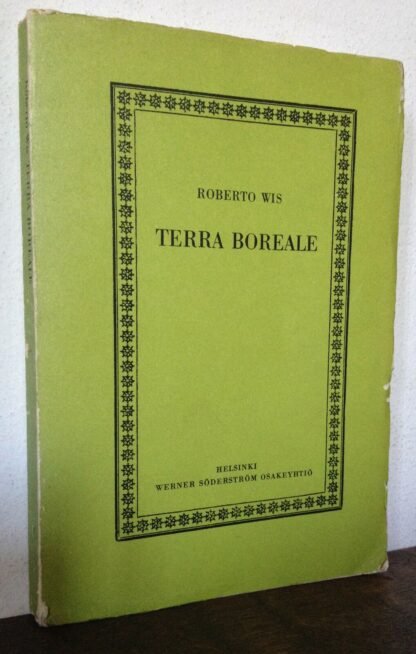 ROBERTO WIS
TERRA BOREALE
HELSINKI
WERNER SÖDERSTRÖM OSAKEYHTIÖ